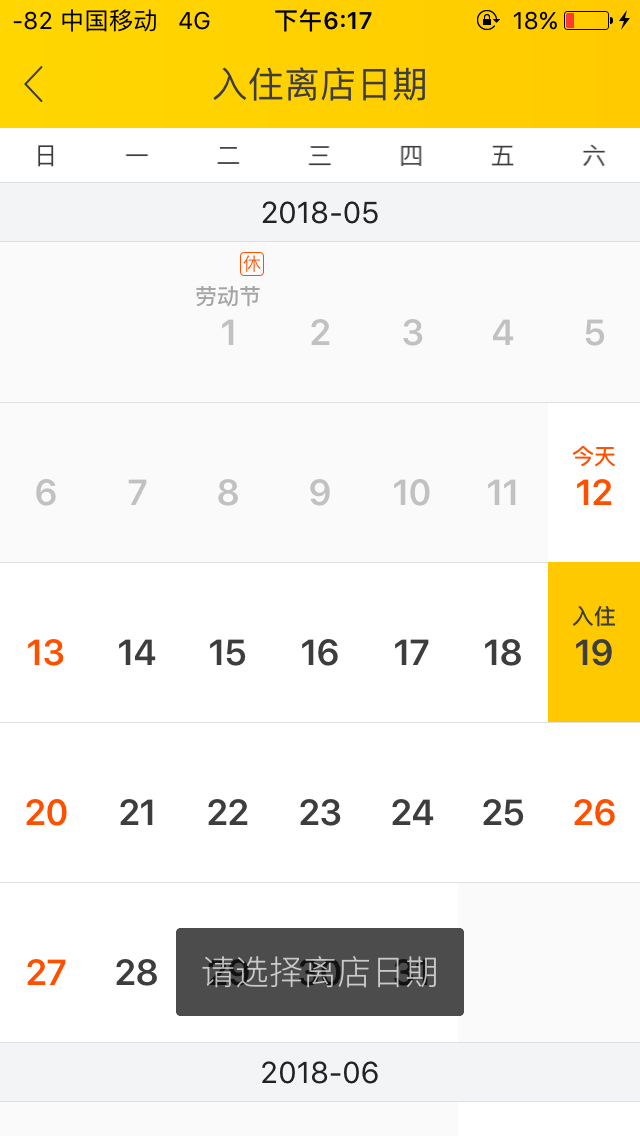 -82 中国移动 4G 下午6:17 18%
入住离店日期
日 一 二 三 四 五 六
2018-05
休
劳动节
1 2 3 4 5
今天
6 7 8 9 10 11 12
入住
13 14 15 16 17 18 19
20 21 22 23 24 25 26
27 28 29 30 31
请选择离店日期
2018-06